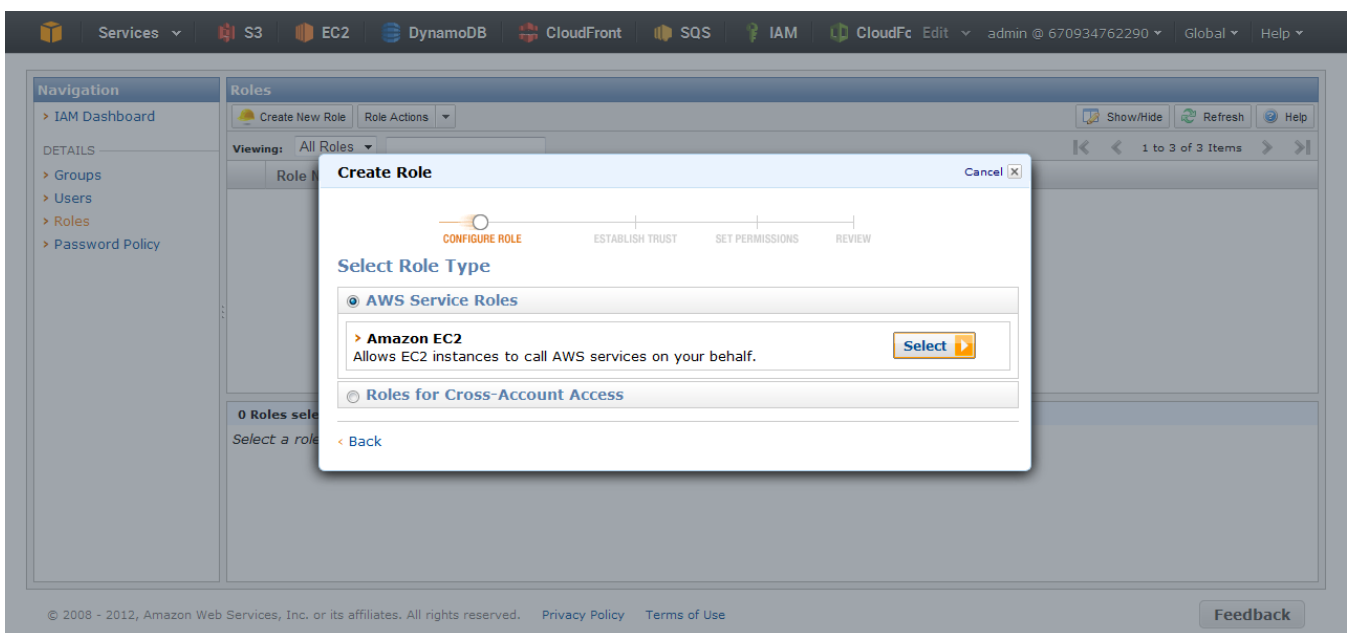 Services S3 EC2 DynamoDB CloudFront SQS IAM CloudFc Edit admin @ 670934762290 Global Help
Navigation
Roles
IAM Dashboard
Create New Role Role Actions Show/Hide Refresh Help
DETAILS
Viewing: All Roles 1 to 3 of 3 Items
Groups
Users
Roles
Password Policy
Role N
Create Role Cancel
CONFIGURE ROLE ESTABLISH TRUST SET PERMISSIONS REVIEW
Select Role Type
AWS Service Roles
Amazon EC2
Allows EC2 instances to call AWS services on your behalf.
Select
Roles for Cross-Account Access
Back
0 Roles sele
Select a role
© 2008 - 2012, Amazon Web Services, Inc. or its affiliates. All rights reserved. Privacy Policy Terms of Use Feedback